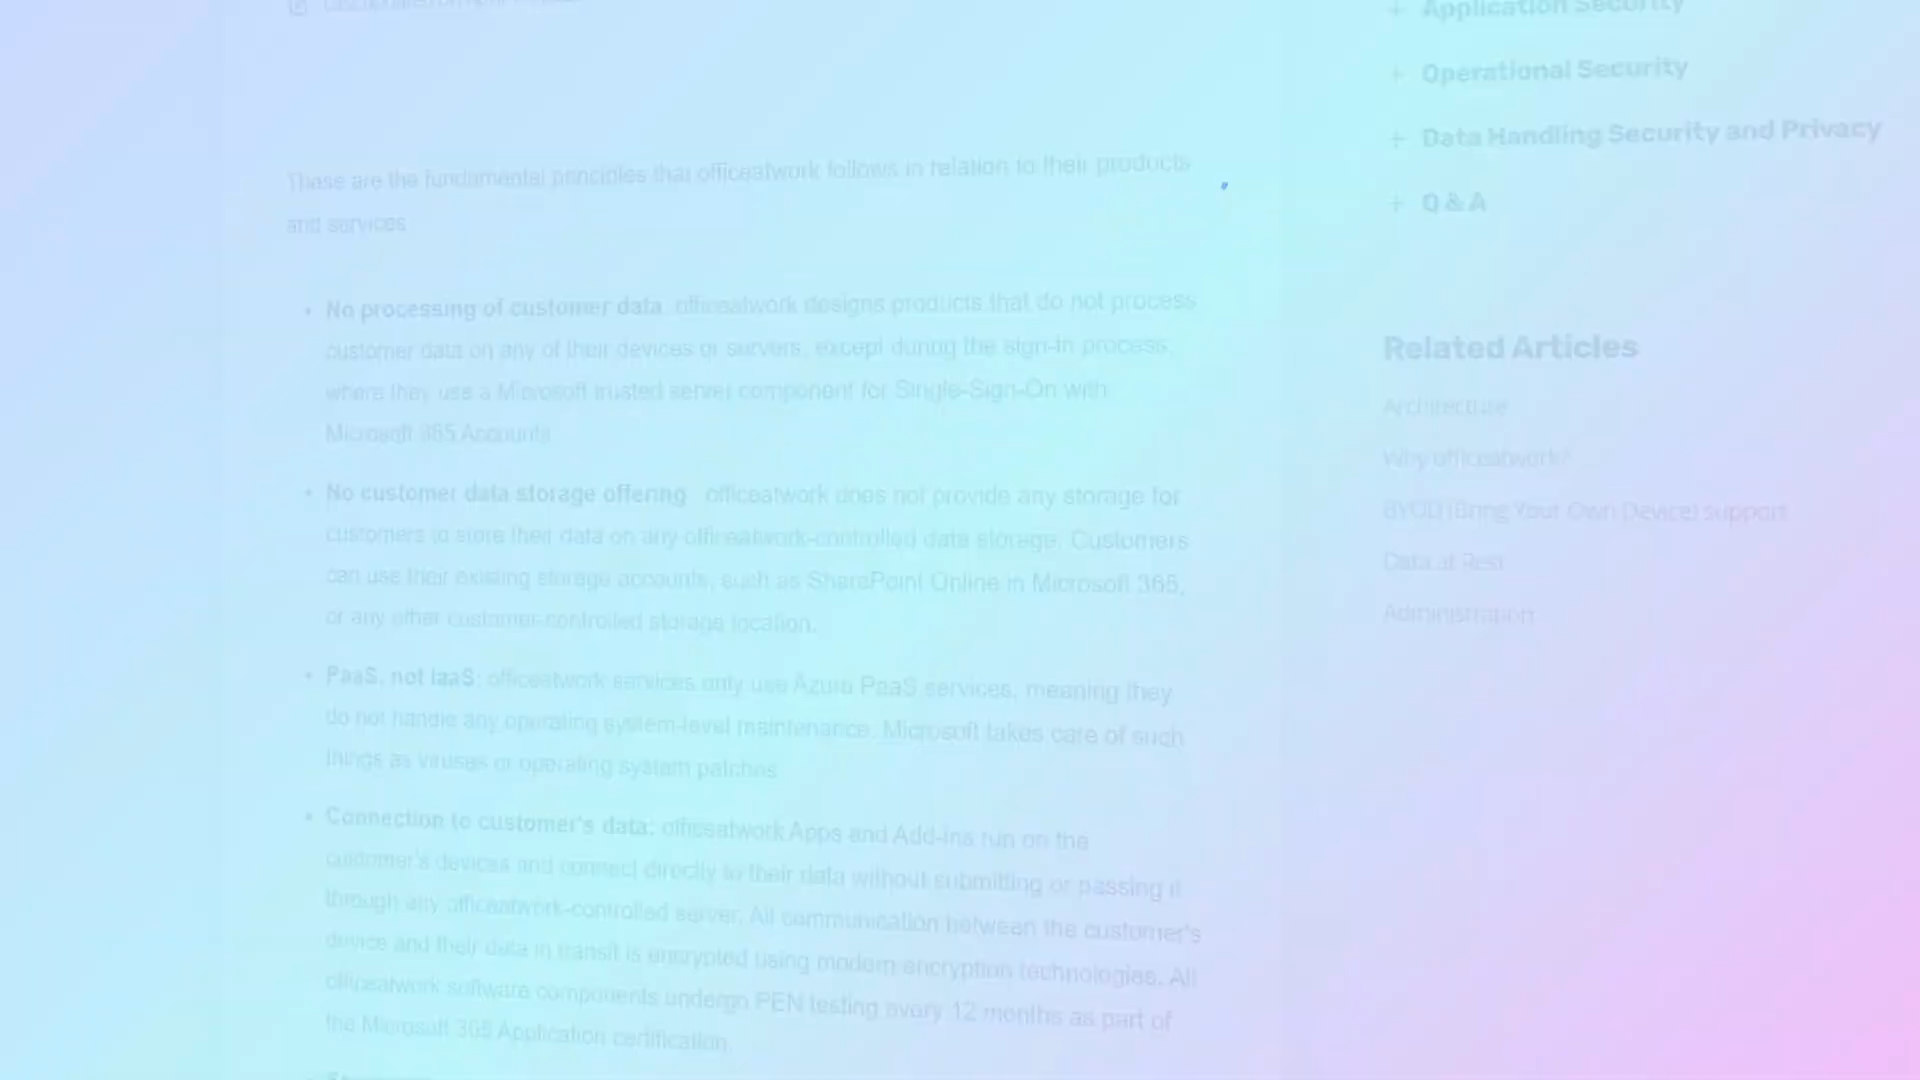 These are the fundamental principles that officeatwork follows in relation to their products
and services
• No processing of customer data: officeatwork designs products that do not process
customer data on any of their devices or servers, except during the sign-in process,
where they use a Microsoft trusted server component for Single-Sign-On with
Microsoft 365 Accounts.
• No customer data storage offering officeatwork does not provide any storage for
customers to store their data on any officeatwork-controlled data storage. Customers
can use their existing storage accounts, such as SharePoint Online in Microsoft 365,
or any other customer-controlled storage location.
• PaaS, not IaaS: officeatwork services only use Azure PaaS services, meaning they
do not handle any operating system-level maintenance. Microsoft takes care of such
things as viruses or operating system patches.
• Connection to customer's data: officeatwork Apps and Add-Ins run on the
customer's devices and connect directly to their data without submitting or passing it
through any officeatwork-controlled server. All communication between the customer's
device and their data in transit is encrypted using modern encryption technologies. All
officeatwork software components undergo PEN testing every 12 months as part of
the Microsoft 365 Application certification.
+ Application Security
+ Operational Security
+ Data Handling Security and Privacy
+ Q & A
Related Articles
Architecture
Why officeatwork?
BYOD (Bring Your Own Device) support
Data at Rest
Administration